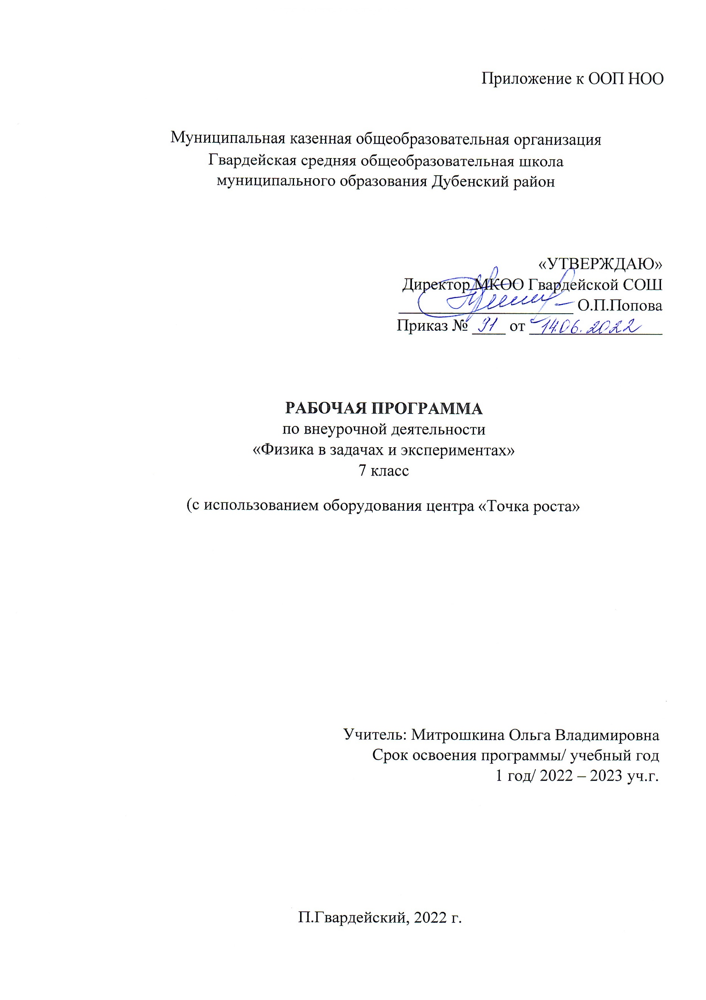 Приложение к ООП НОО
Муниципальная казенная общеобразовательная организация
Гвардейская средняя общеобразовательная школа
муниципального образования Дубенский район
«УТВЕРЖДАЮ»
Директор МКОО Гвардейской СОШ
О.П.Попова
Приказ № 91 от 14.06.2022
РАБОЧАЯ ПРОГРАММА
по внеурочной деятельности
«Физика в задачах и экспериментах»
7 класс
(с использованием оборудования центра «Точка роста»
Учитель: Митрошкина Ольга Владимировна
Срок освоения программы/ учебный год
1 год/ 2022 – 2023 уч.г.
П.Гвардейский, 2022 г.